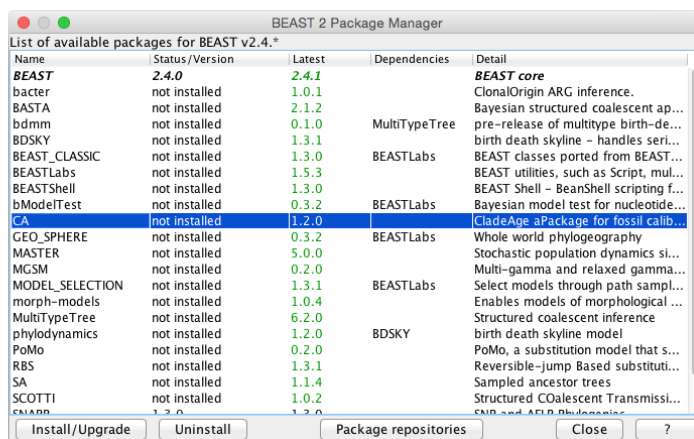 BEAST 2 Package Manager
List of available packages for BEAST v2.4.*
Name Status/Version Latest Dependencies Detail
BEAST 2.4.0 2.4.1 BEAST core
bacter not installed 1.0.1 ClonalOrigin ARG inference.
BASTA not installed 2.1.2 Bayesian structured coalescent ap...
bdmm not installed 0.1.0 MultiTypeTree pre-release of multitype birth-de...
BDSKY not installed 1.3.1 birth death skyline - handles seri...
BEAST_CLASSIC not installed 1.3.0 BEASTLabs BEAST classes ported from BEAST...
BEASTLabs not installed 1.5.3 BEAST utilities, such as Script, mul...
BEASTShell not installed 1.3.0 BEAST Shell - BeanShell scripting f...
bModelTest not installed 0.3.2 BEASTLabs Bayesian model test for nucleotide...
CA not installed 1.2.0 CladeAge aPackage for fossil calib...
GEO_SPHERE not installed 0.3.2 BEASTLabs Whole world phylogeography
MASTER not installed 5.0.0 Stochastic population dynamics si...
MGSM not installed 0.2.0 Multi-gamma and relaxed gamma...
MODEL_SELECTION not installed 1.3.1 BEASTLabs Select models through path sampl...
morph-models not installed 1.0.4 Enables models of morphological ...
MultiTypeTree not installed 6.2.0 Structured coalescent inference
phylodynamics not installed 1.2.0 BDSKY birth death skyline model
PoMo not installed 0.2.0 PoMo, a substitution model that s...
RBS not installed 1.3.1 Reversible-jump Based substituti...
SA not installed 1.1.4 Sampled ancestor trees
SCOTTI not installed 1.0.2 Structured COalescent Transmissi...
SNAPP 1.3.0 1.3.0 SNP and AFLP Phylogenies
Install/Upgrade Uninstall Package repositories Close ?